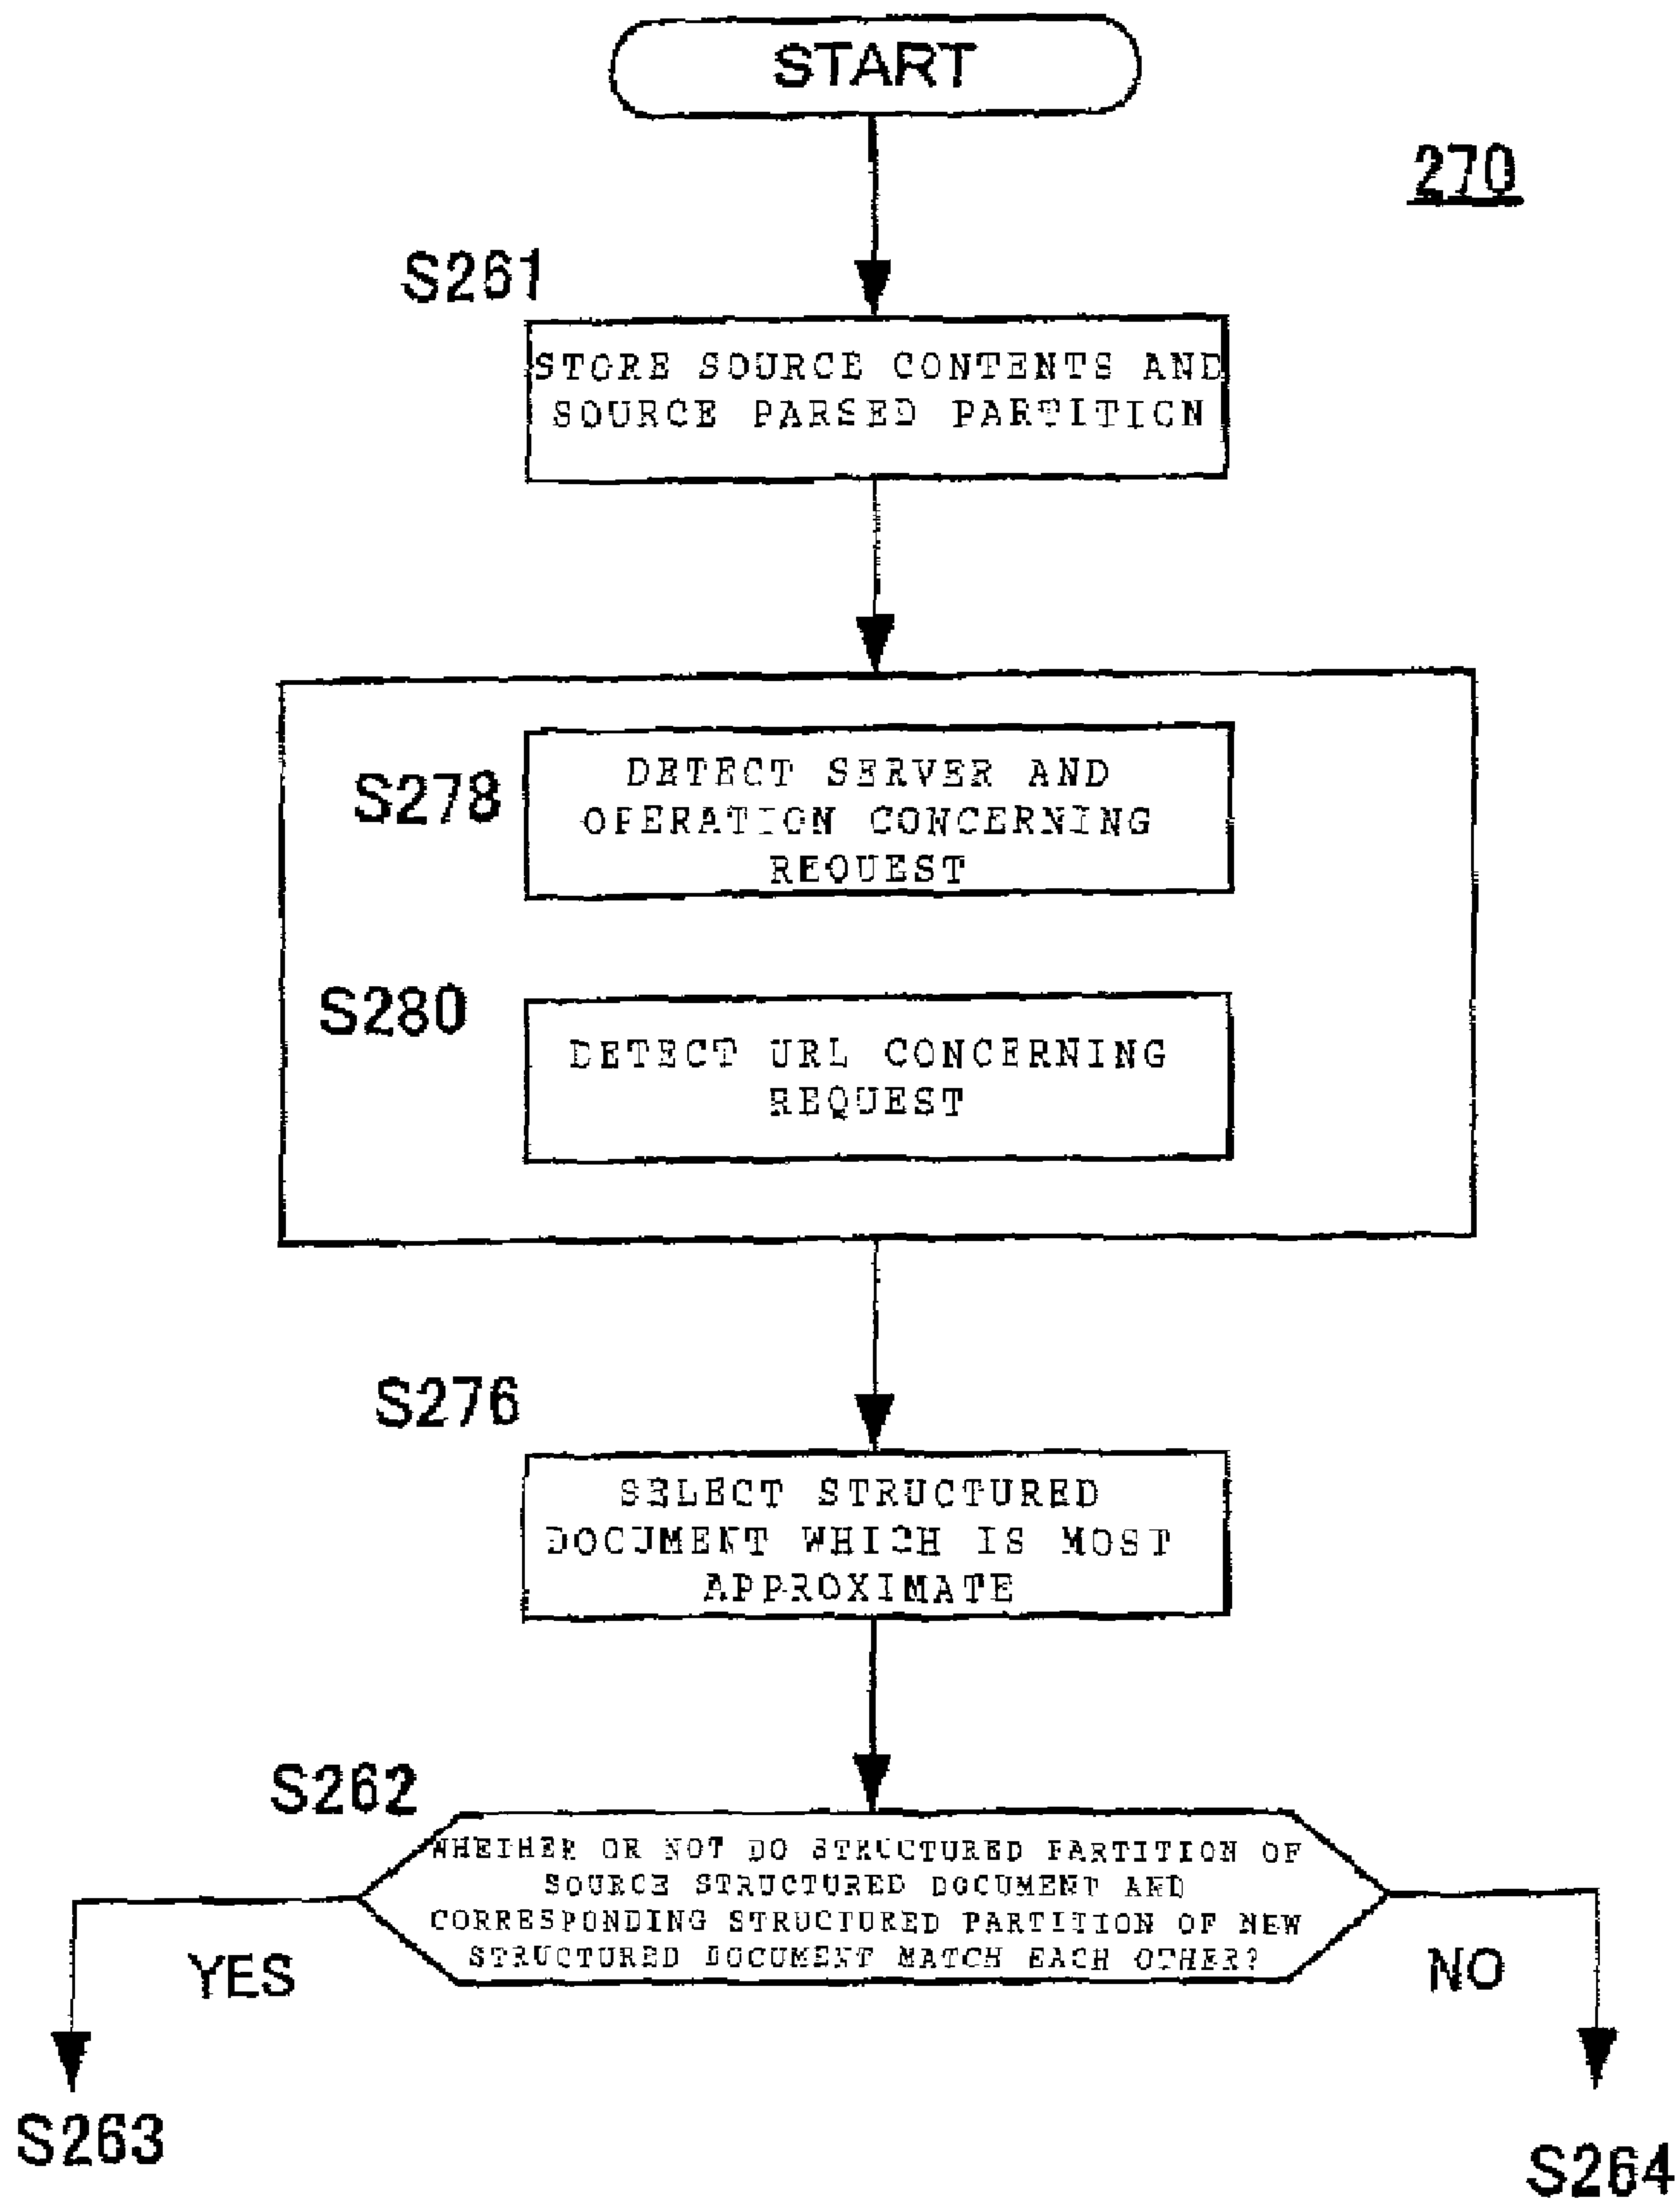 START
270
S261
STORE SOURCE CONTENTS AND
SOURCE PARSED PARTITION
S278
DETECT SERVER AND
OPERATION CONCERNING
REQUEST
S280
DETECT URL CONCERNING
REQUEST
S276
SELECT STRUCTURED
DOCUMENT WHICH IS MOST
APPROXIMATE
S262
WHETHER OR NOT DO STRUCTURED PARTITION OF
SOURCE STRUCTURED DOCUMENT AND
CORRESPONDING STRUCTURED PARTITION OF NEW
STRUCTURED DOCUMENT MATCH EACH OTHER?
YES
NO
S263
S264